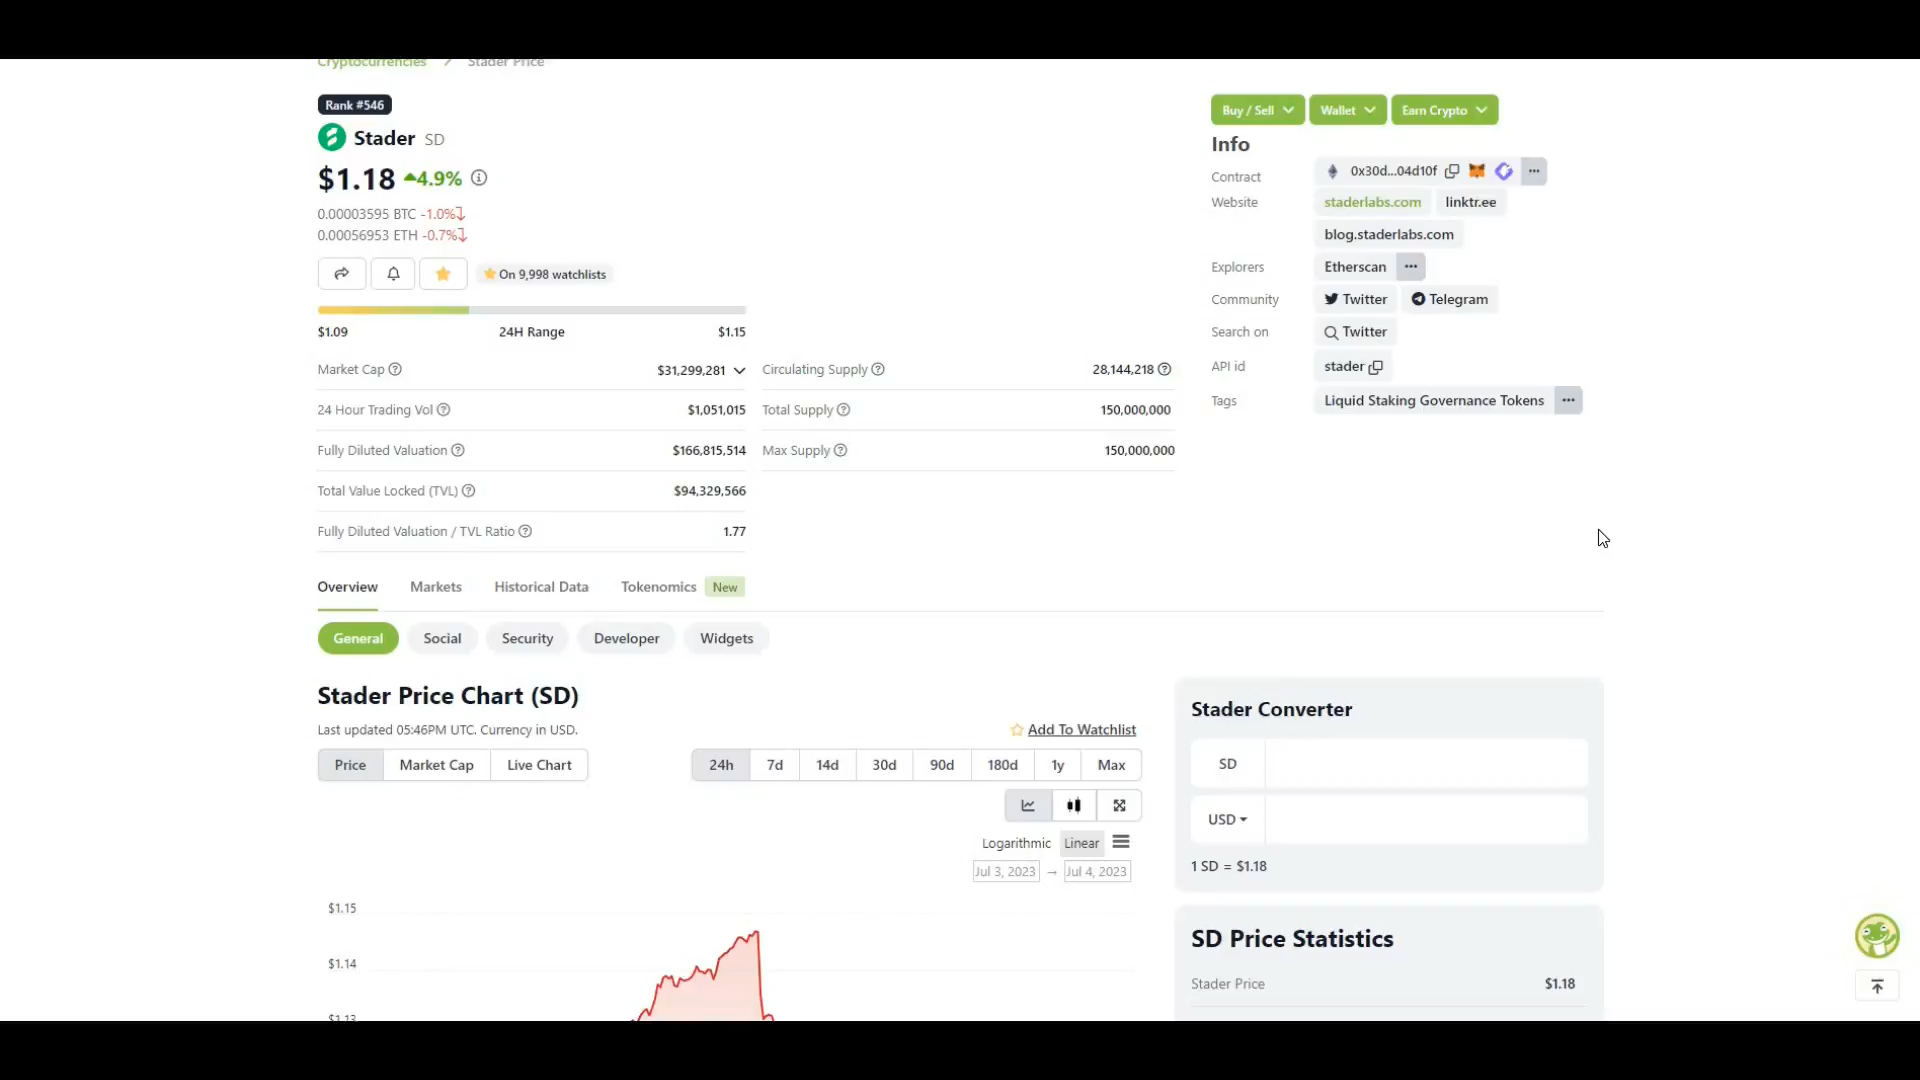 Cryptocurrencies > Stader Price
Rank #546
Stader SD
$1.18 4.9%
0.00003595 BTC -1.0%
0.00056953 ETH -0.7%
On 9,998 watchlists
$1.09 24H Range $1.15
Market Cap $31,299,281
24 Hour Trading Vol $1,051,015
Fully Diluted Valuation $166,815,514
Total Value Locked (TVL) $94,329,566
Fully Diluted Valuation / TVL Ratio 1.77
Circulating Supply 28,144,218
Total Supply 150,000,000
Max Supply 150,000,000
Buy / Sell Wallet Earn Crypto
Info
Contract 0x30d...04d10f
Website staderlabs.com linktr.ee
blog.staderlabs.com
Explorers Etherscan
Community Twitter Telegram
Search on Twitter
API id stader
Tags Liquid Staking Governance Tokens
Overview Markets Historical Data Tokenomics New
General Social Security Developer Widgets
Stader Price Chart (SD)
Last updated 05:46PM UTC. Currency in USD.
Add To Watchlist
Price Market Cap Live Chart
24h 7d 14d 30d 90d 180d 1y Max
Logarithmic Linear
Jul 3, 2023 → Jul 4, 2023
$1.15
$1.14
$1.13
Stader Converter
SD
USD
1 SD = $1.18
SD Price Statistics
Stader Price $1.18